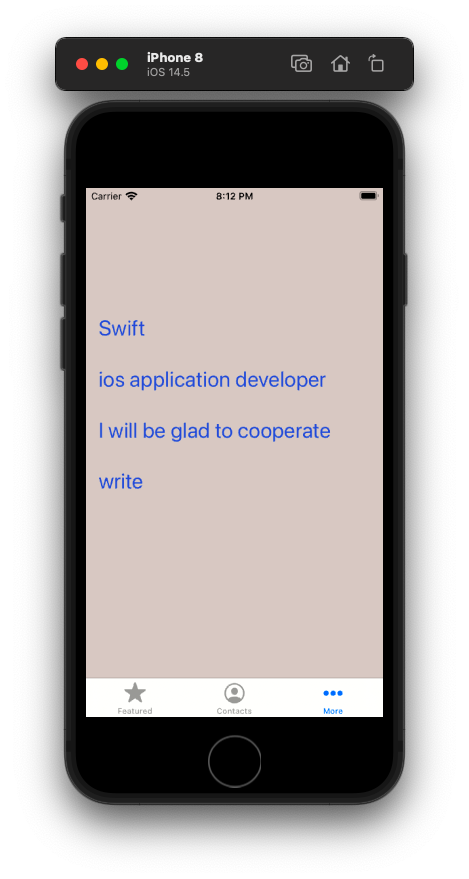 iPhone 8
iOS 14.5
Carrier 8:12 PM
Swift
ios application developer
I will be glad to cooperate
write
Featured Contacts More